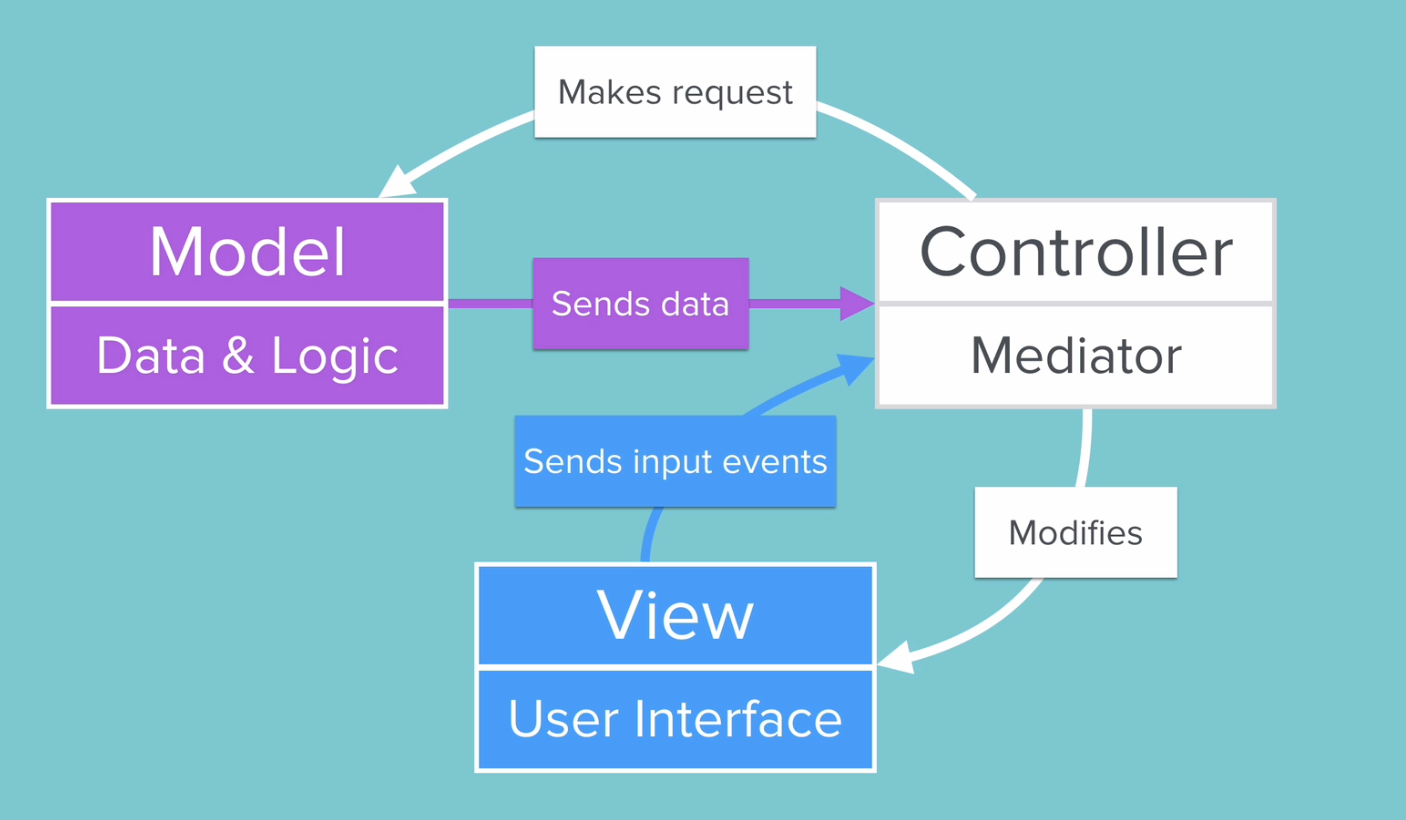 Makes request
Model
Controller
Sends data
Data & Logic
Mediator
Sends input events
Modifies
View
User Interface